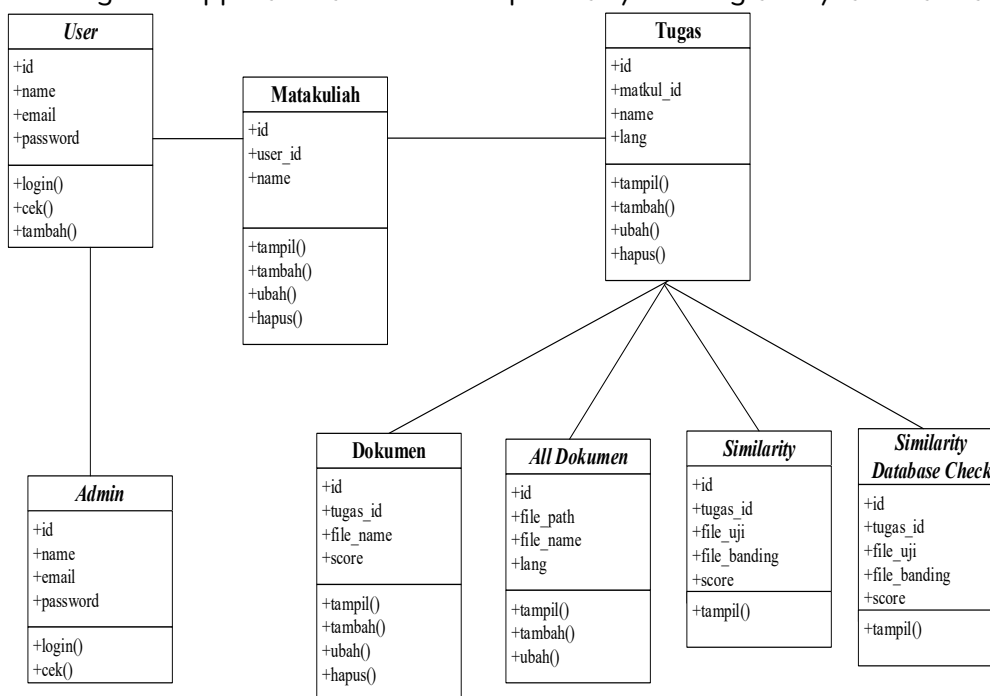 User
+id
+name
+email
+password
+login()
+cek()
+tambah()
Matakuliah
+id
+user_id
+name
+tampil()
+tambah()
+ubah()
+hapus()
Tugas
+id
+matkul_id
+name
+lang
+tampil()
+tambah()
+ubah()
+hapus()
Admin
+id
+name
+email
+password
+login()
+cek()
Dokumen
+id
+tugas_id
+file_name
+score
+tampil()
+tambah()
+ubah()
+hapus()
All Dokumen
+id
+file_path
+file_name
+lang
+tampil()
+tambah()
+ubah()
Similarity
+id
+tugas_id
+file_uji
+file_banding
+score
+tampil()
Similarity
Database Check
+id
+tugas_id
+file_uji
+file_banding
+score
+tampil()